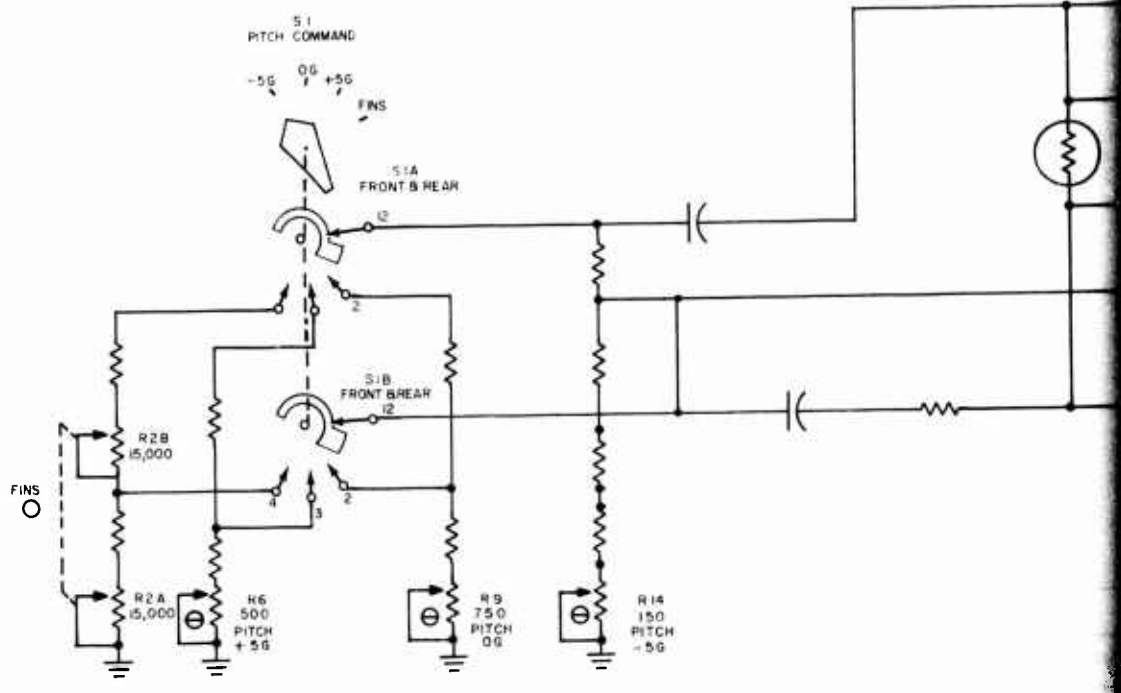 S1
PITCH COMMAND
-5G
0G
+5G
FINS
S1A
FRONT & REAR
12
2
S1B
FRONT & REAR
12
R2B
15,000
FINS
4
3
2
R2A
15,000
R6
500
PITCH
+5G
R9
750
PITCH
0G
R14
150
PITCH
-5G